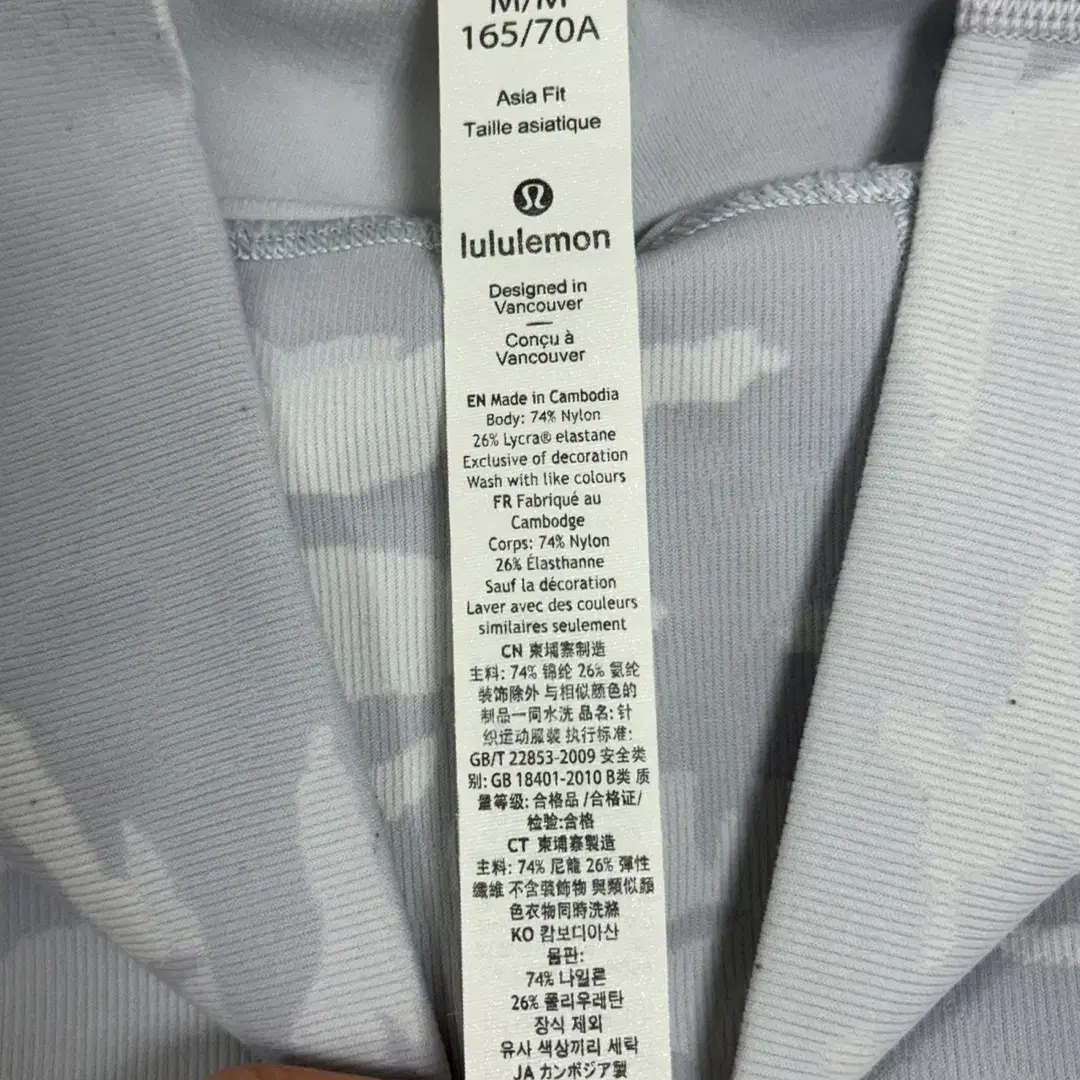 M/M
165/70A
Asia Fit
Taille asiatique
lululemon
Designed in
Vancouver
Conçu à
Vancouver
EN Made in Cambodia
Body: 74% Nylon
26% Lycra® elastane
Exclusive of decoration
Wash with like colours
FR Fabriqué au
Cambodge
Corps: 74% Nylon
26% Élasthanne
Sauf la décoration
Laver avec des couleurs
similaires seulement
CN 柬埔寨制造
主料: 74% 锦纶 26% 氨纶
装饰除外 与相似颜色的
制品一同水洗 品名: 针
织运动服装 执行标准:
GB/T 22853-2009 安全类
别: GB 18401-2010 B类 质
量等级: 合格品 /合格证/
检验:合格
CT 柬埔寨製造
主料: 74% 尼龍 26% 彈性
纖維 不含裝飾物 與類似顏
色衣物同時洗滌
KO 캄보디아산
몸판:
74% 나일론
26% 폴리우레탄
장식 제외
유사 색상끼리 세탁
JA カンボジア製